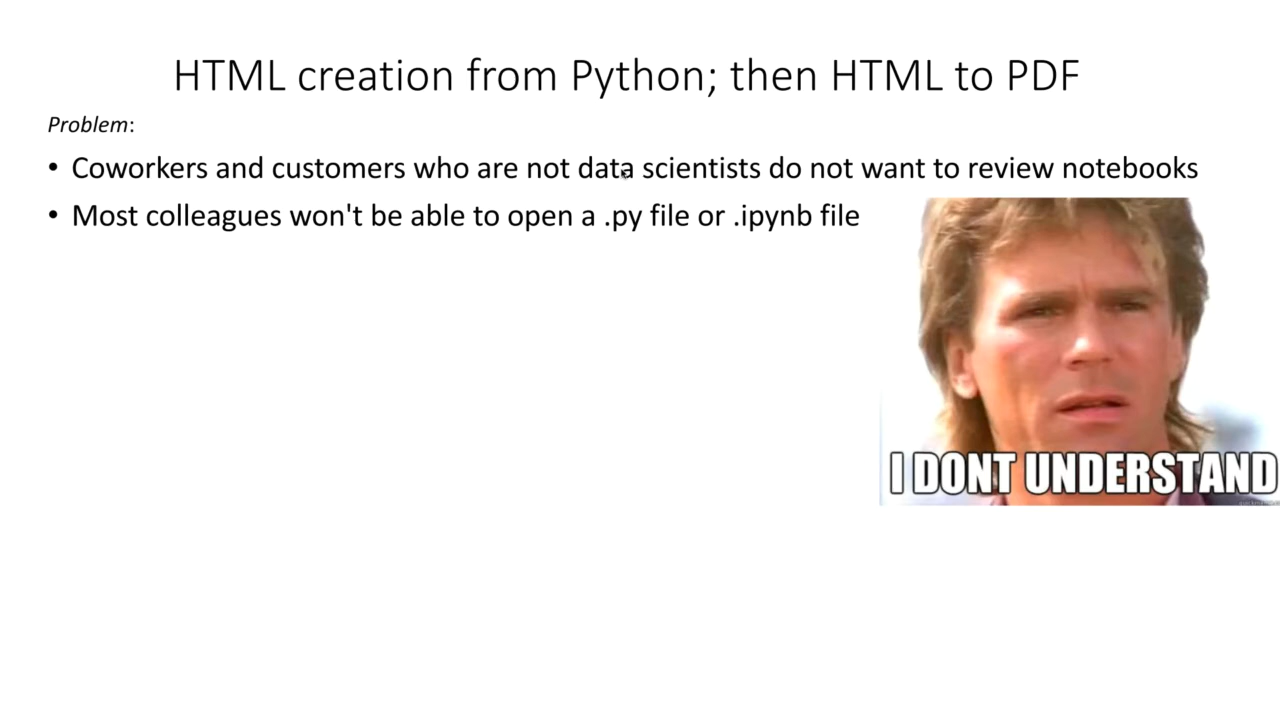 HTML creation from Python; then HTML to PDF
Problem:
• Coworkers and customers who are not data scientists do not want to review notebooks
• Most colleagues won't be able to open a .py file or .ipynb file
I DONT UNDERSTAND